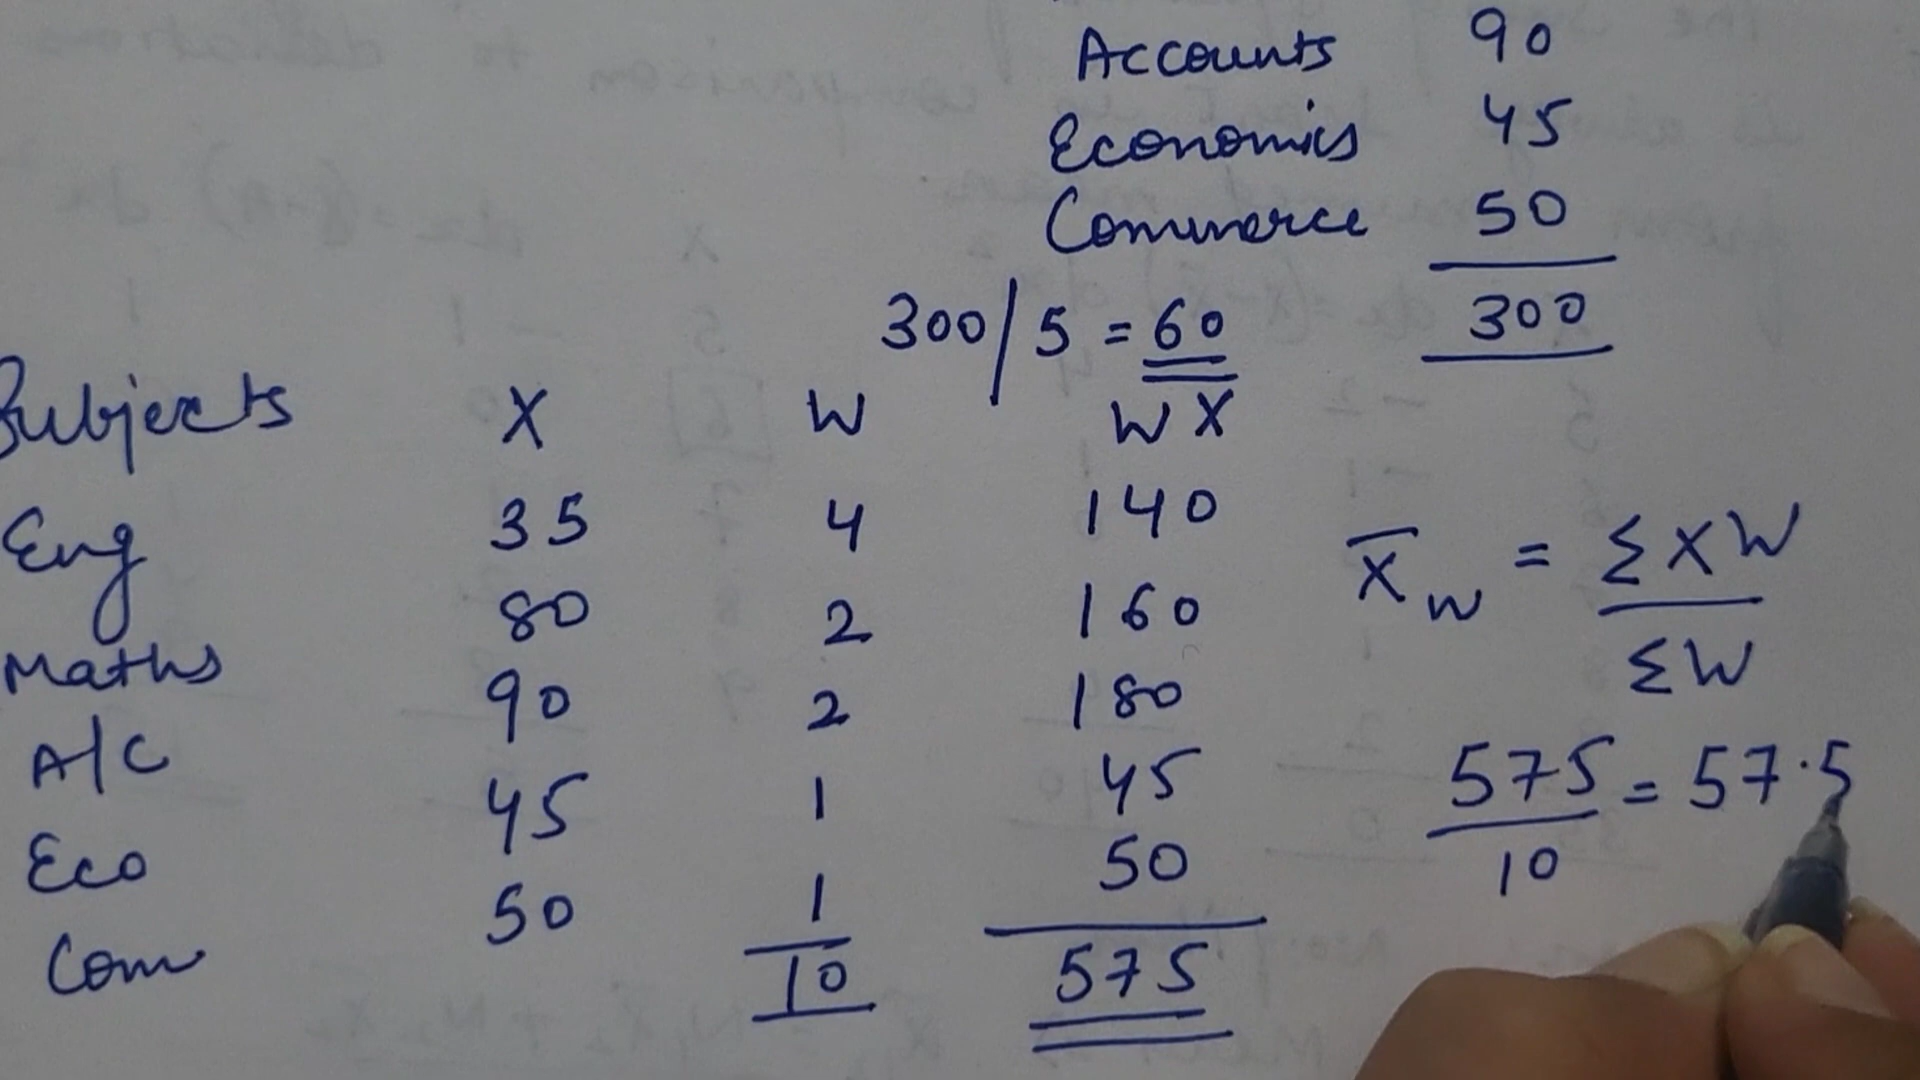 Accounts 90
Economics 45
Commerce 50
300
300/5 = 60
Subjects X W WX
Eng 35 4 140
Maths 80 2 160
A/C 90 2 180
Eco 45 1 45
Com 50 1 50
10 575
X̄w = ΣXW / ΣW
575 / 10 = 57.5